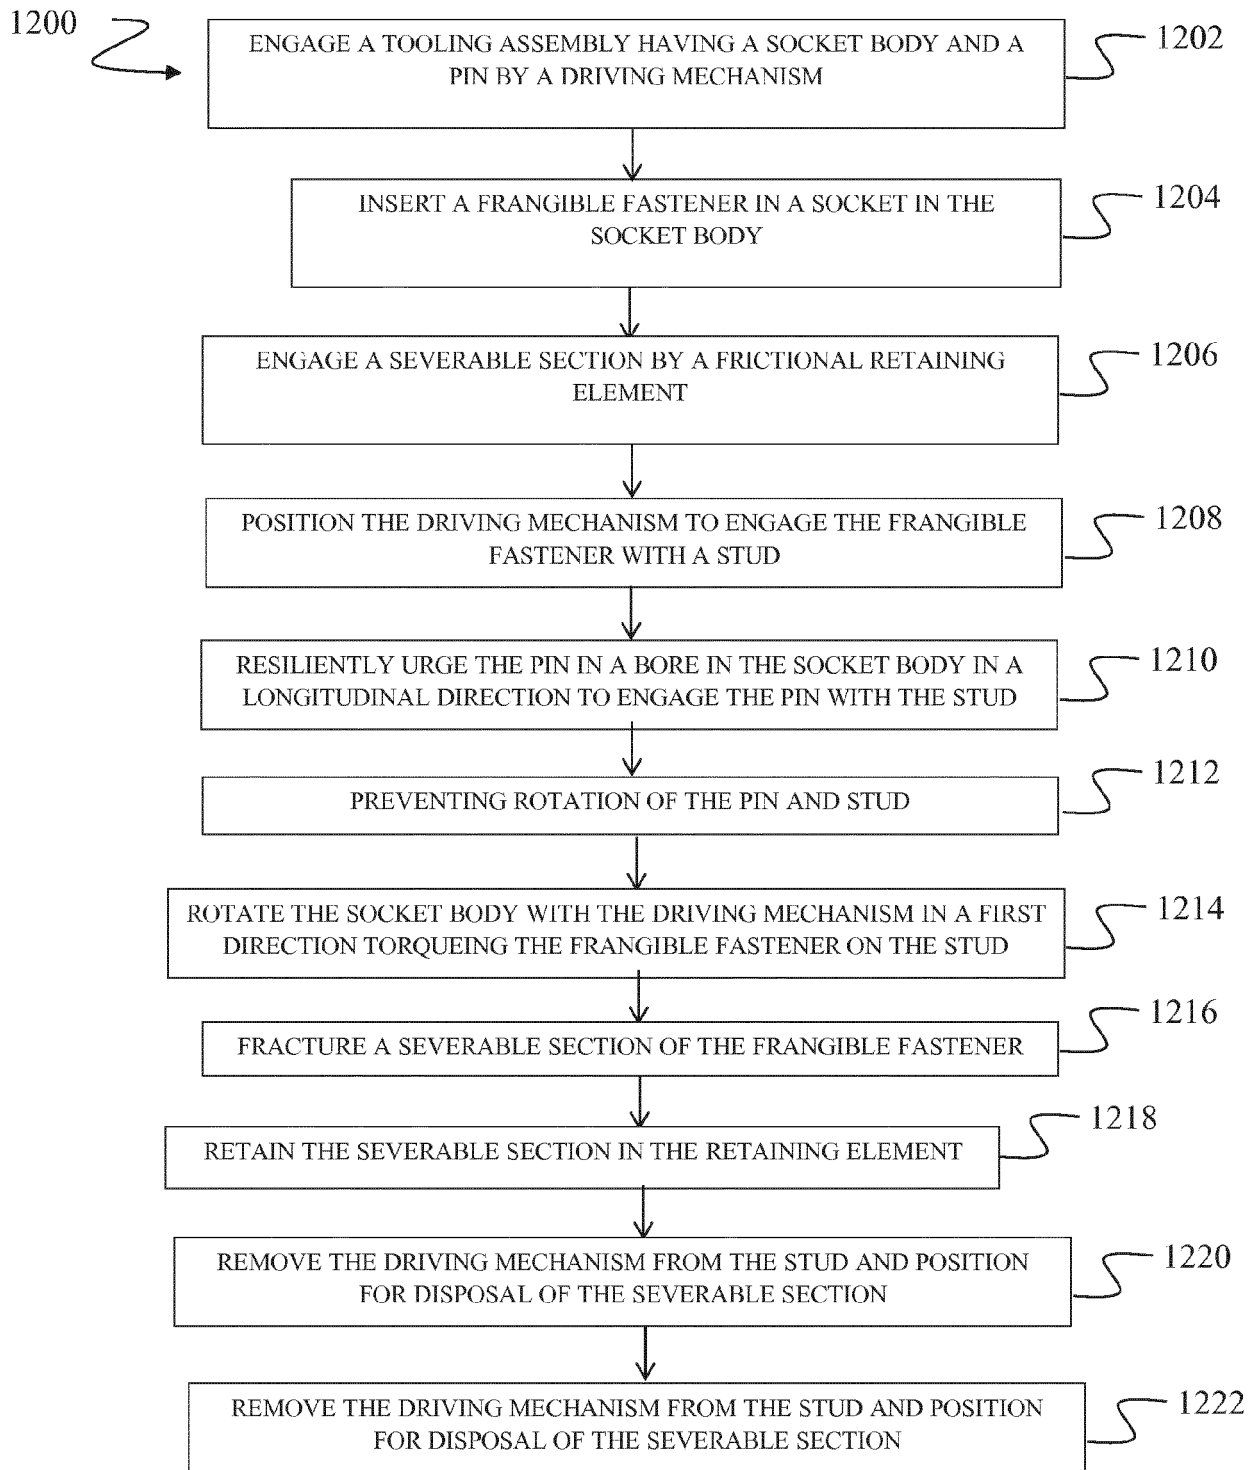 1200
ENGAGE A TOOLING ASSEMBLY HAVING A SOCKET BODY AND A
PIN BY A DRIVING MECHANISM
1202
INSERT A FRANGIBLE FASTENER IN A SOCKET IN THE
SOCKET BODY
1204
ENGAGE A SEVERABLE SECTION BY A FRICTIONAL RETAINING
ELEMENT
1206
POSITION THE DRIVING MECHANISM TO ENGAGE THE FRANGIBLE
FASTENER WITH A STUD
1208
RESILIENTLY URGE THE PIN IN A BORE IN THE SOCKET BODY IN A
LONGITUDINAL DIRECTION TO ENGAGE THE PIN WITH THE STUD
1210
PREVENTING ROTATION OF THE PIN AND STUD
1212
ROTATE THE SOCKET BODY WITH THE DRIVING MECHANISM IN A FIRST
DIRECTION TORQUEING THE FRANGIBLE FASTENER ON THE STUD
1214
FRACTURE A SEVERABLE SECTION OF THE FRANGIBLE FASTENER
1216
RETAIN THE SEVERABLE SECTION IN THE RETAINING ELEMENT
1218
REMOVE THE DRIVING MECHANISM FROM THE STUD AND POSITION
FOR DISPOSAL OF THE SEVERABLE SECTION
1220
REMOVE THE DRIVING MECHANISM FROM THE STUD AND POSITION
FOR DISPOSAL OF THE SEVERABLE SECTION
1222